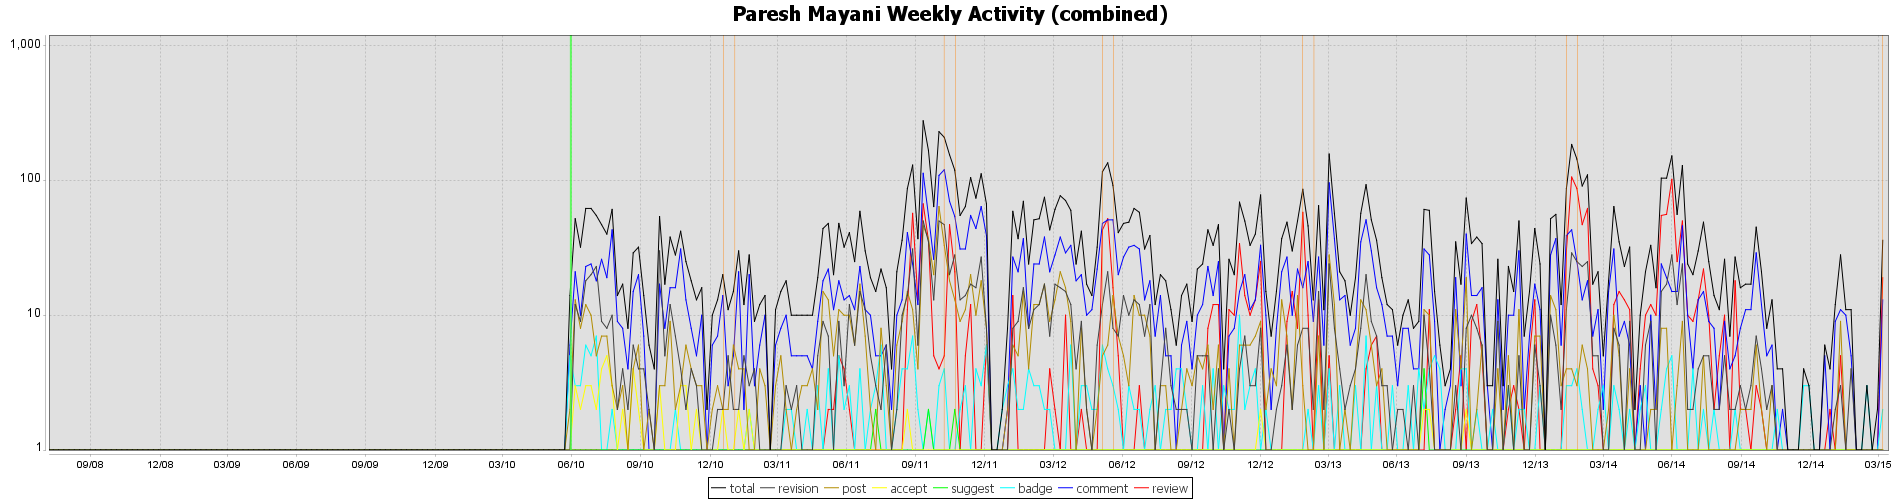 Paresh Mayani Weekly Activity (combined)
1,000
100
10
1
09/08 12/08 03/09 06/09 09/09 12/09 03/10 06/10 09/10 12/10 03/11 06/11 09/11 12/11 03/12 06/12 09/12 12/12 03/13 06/13 09/13 12/13 03/14 06/14 09/14 12/14 03/15
total revision post accept suggest badge comment review